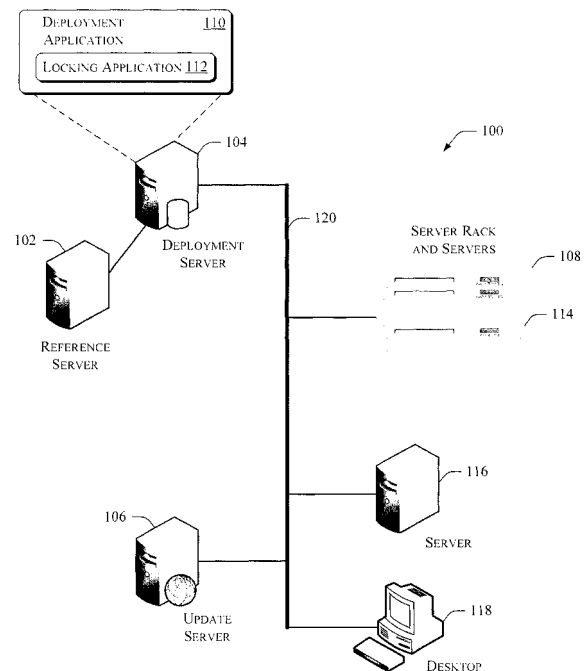 DEPLOYMENT 110
APPLICATION
LOCKING APPLICATION 112
104
100
120
102
DEPLOYMENT
SERVER
SERVER RACK
AND SERVERS
108
114
REFERENCE
SERVER
116
106
SERVER
UPDATE
SERVER
118
DESKTOP